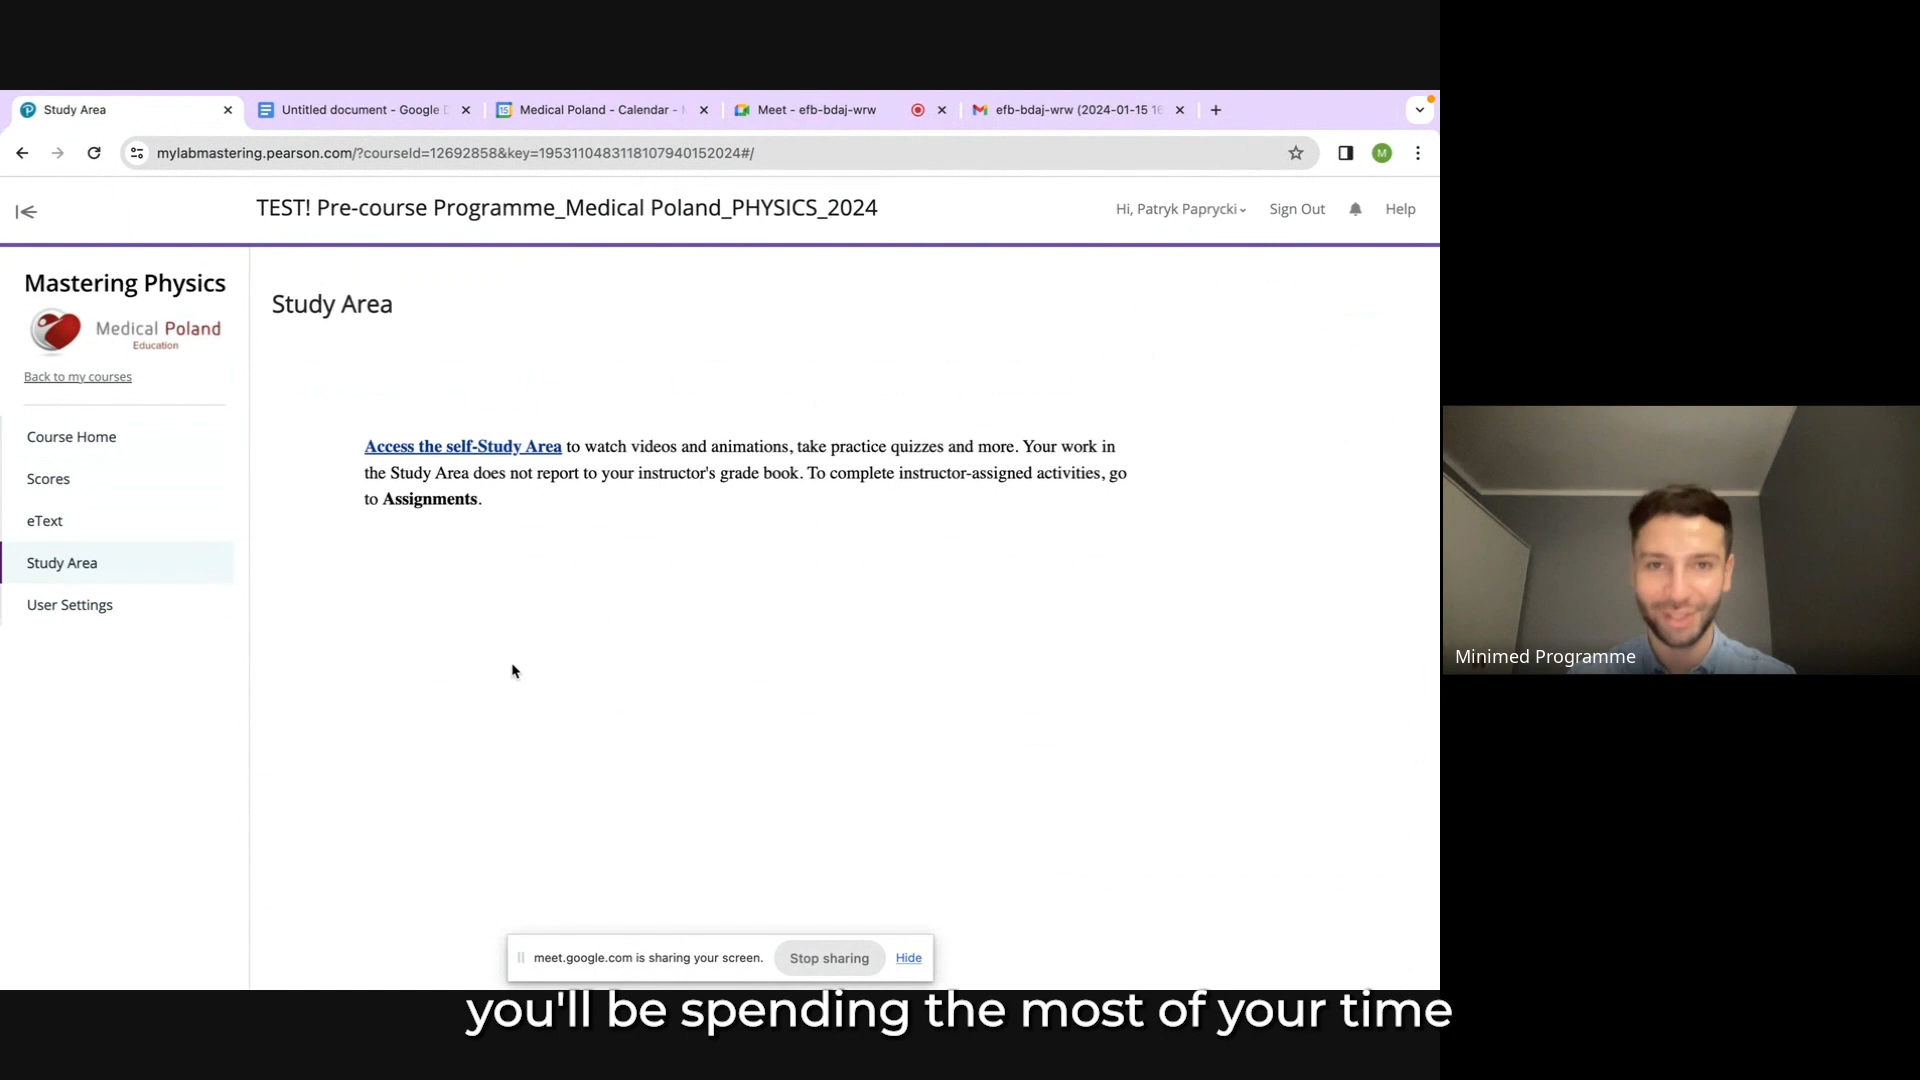 Study Area
Untitled document - Google D
Medical Poland - Calendar -
Meet - efb-bdaj-wrw
efb-bdaj-wrw (2024-01-15 16
mylabmastering.pearson.com/?courseId=12692858&key=1953110483118107940152024#/
M
TEST! Pre-course Programme_Medical Poland_PHYSICS_2024
Hi, Patryk Paprycki
Sign Out
Help
Mastering Physics
Medical Poland
Education
Back to my courses
Course Home
Scores
eText
Study Area
User Settings
Study Area
Access the self-Study Area to watch videos and animations, take practice quizzes and more. Your work in
the Study Area does not report to your instructor's grade book. To complete instructor-assigned activities, go
to Assignments.
Minimed Programme
meet.google.com is sharing your screen.
Stop sharing
Hide
you'll be spending the most of your time